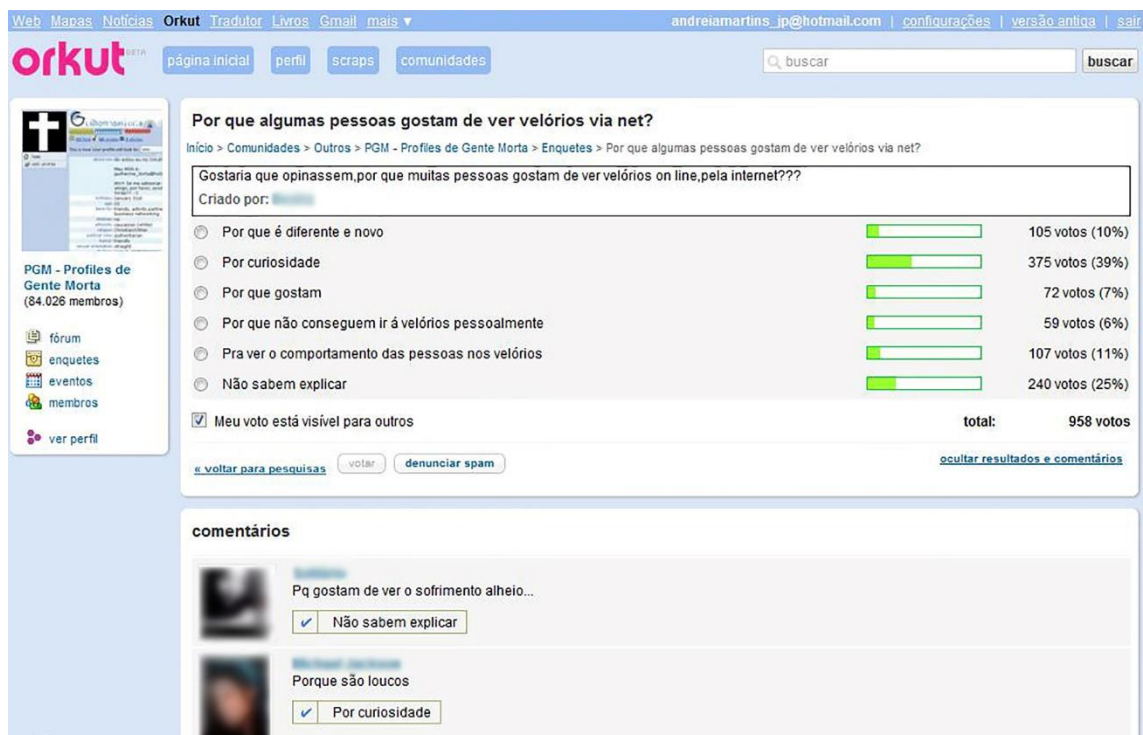 Web Mapas Notícias Orkut Tradutor Livros Gmail mais ▼ andreiamartins_jp@hotmail.com | configurações | versão antiga | sair
orkut BETA página inicial perfil scraps comunidades buscar buscar
Por que algumas pessoas gostam de ver velórios via net?
Início > Comunidades > Outros > PGM - Profiles de Gente Morta > Enquetes > Por que algumas pessoas gostam de ver velórios via net?
Gostaria que opinassem,por que muitas pessoas gostam de ver velórios on line,pela internet???
Criado por:
Por que é diferente e novo 105 votos (10%)
Por curiosidade 375 votos (39%)
Por que gostam 72 votos (7%)
Por que não conseguem ir á velórios pessoalmente 59 votos (6%)
Pra ver o comportamento das pessoas nos velórios 107 votos (11%)
Não sabem explicar 240 votos (25%)
Meu voto está visível para outros total: 958 votos
« voltar para pesquisas votar denunciar spam ocultar resultados e comentários
PGM - Profiles de
Gente Morta
(84.026 membros)
fórum
enquetes
eventos
membros
ver perfil
comentários
Pq gostam de ver o sofrimento alheio...
Não sabem explicar
Porque são loucos
Por curiosidade